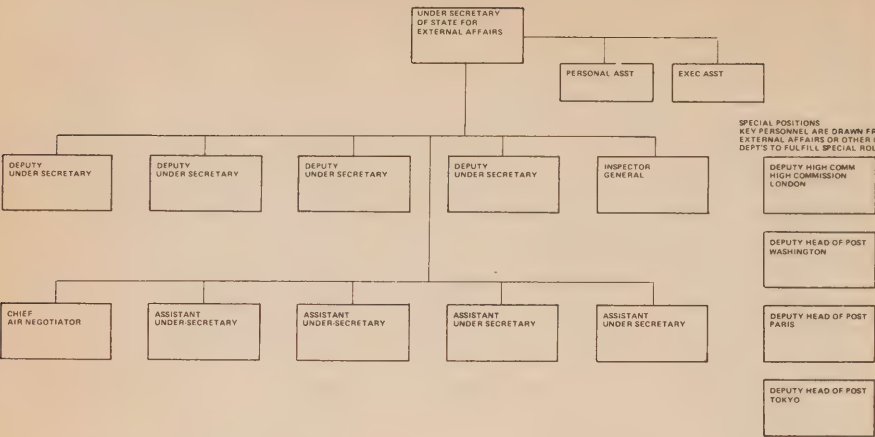 UNDER SECRETARY
OF STATE FOR
EXTERNAL AFFAIRS
PERSONAL ASST
EXEC ASST
SPECIAL POSITIONS
KEY PERSONNEL ARE DRAWN
EXTERNAL AFFAIRS OR OTHER
DEPT'S TO FULFILL SPECIAL
DEPUTY
UNDER SECRETARY
DEPUTY
UNDER SECRETARY
DEPUTY
UNDER SECRETARY
DEPUTY
UNDER SECRETARY
INSPECTOR
GENERAL
DEPUTY HIGH COMM
HIGH COMMISSION
LONDON
DEPUTY HEAD OF POST
WASHINGTON
CHIEF
AIR NEGOTIATOR
ASSISTANT
UNDER-SECRETARY
ASSISTANT
UNDER-SECRETARY
ASSISTANT
UNDER SECRETARY
ASSISTANT
UNDER SECRETARY
DEPUTY HEAD OF POST
PARIS
DEPUTY HEAD OF POST
TOKYO